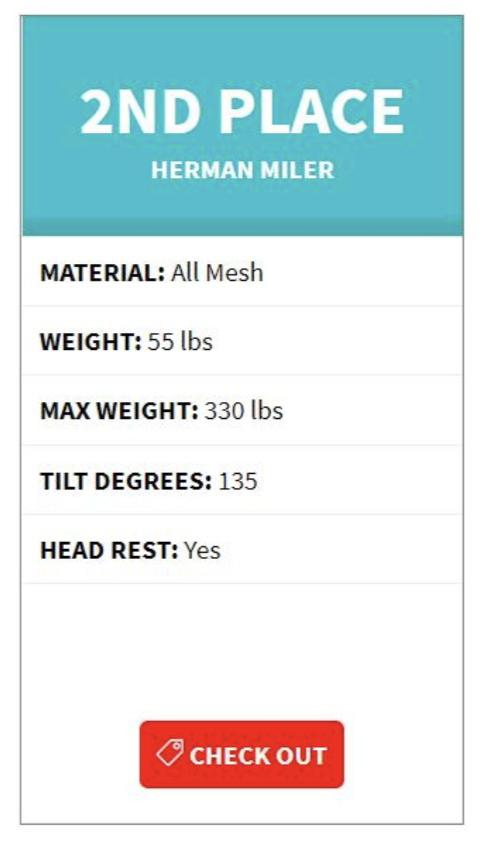 2ND PLACE
HERMAN MILER
MATERIAL: All Mesh
WEIGHT: 55 lbs
MAX WEIGHT: 330 lbs
TILT DEGREES: 135
HEAD REST: Yes
CHECK OUT